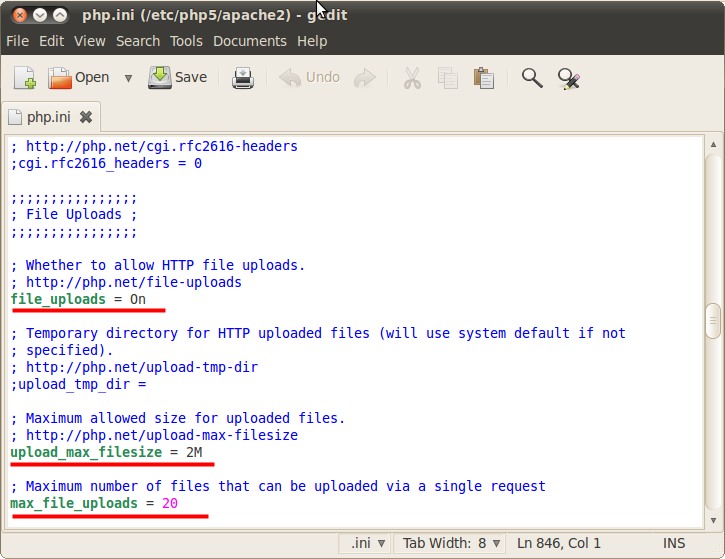 php.ini (/etc/php5/apache2) - gedit
File Edit View Search Tools Documents Help
Open Save Undo
php.ini
; http://php.net/cgi.rfc2616-headers
;cgi.rfc2616_headers = 0
;;;;;;;;;;;;;;;;
; File Uploads ;
;;;;;;;;;;;;;;;;
; Whether to allow HTTP file uploads.
; http://php.net/file-uploads
file_uploads = On
; Temporary directory for HTTP uploaded files (will use system default if not
; specified).
; http://php.net/upload-tmp-dir
;upload_tmp_dir =
; Maximum allowed size for uploaded files.
; http://php.net/upload-max-filesize
upload_max_filesize = 2M
; Maximum number of files that can be uploaded via a single request
max_file_uploads = 20
.ini Tab Width: 8 Ln 846, Col 1 INS